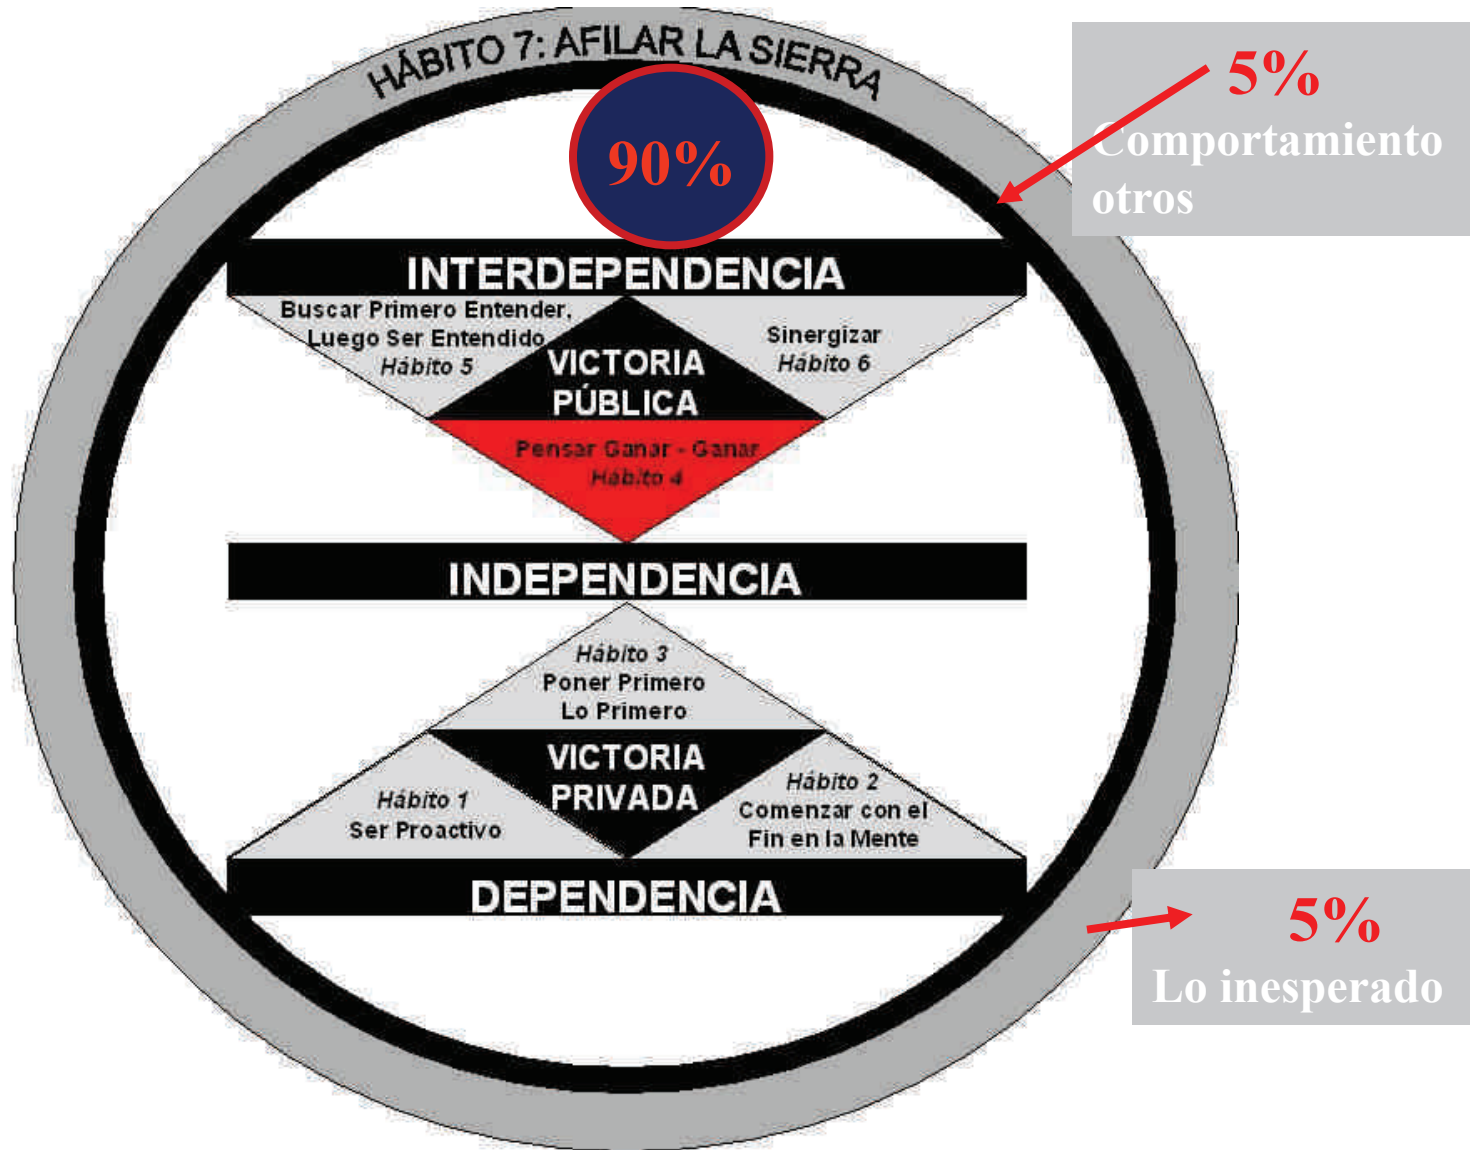 HÁBITO 7: AFILAR LA SIERRA
90%
5%
Comportamiento
otros
INTERDEPENDENCIA
Buscar Primero Entender,
Luego Ser Entendido
Hábito 5
Sinergizar
Hábito 6
VICTORIA
PÚBLICA
Pensar Ganar - Ganar
Hábito 4
INDEPENDENCIA
Hábito 3
Poner Primero
Lo Primero
VICTORIA
PRIVADA
Hábito 1
Ser Proactivo
Hábito 2
Comenzar con el
Fin en la Mente
DEPENDENCIA
5%
Lo inesperado